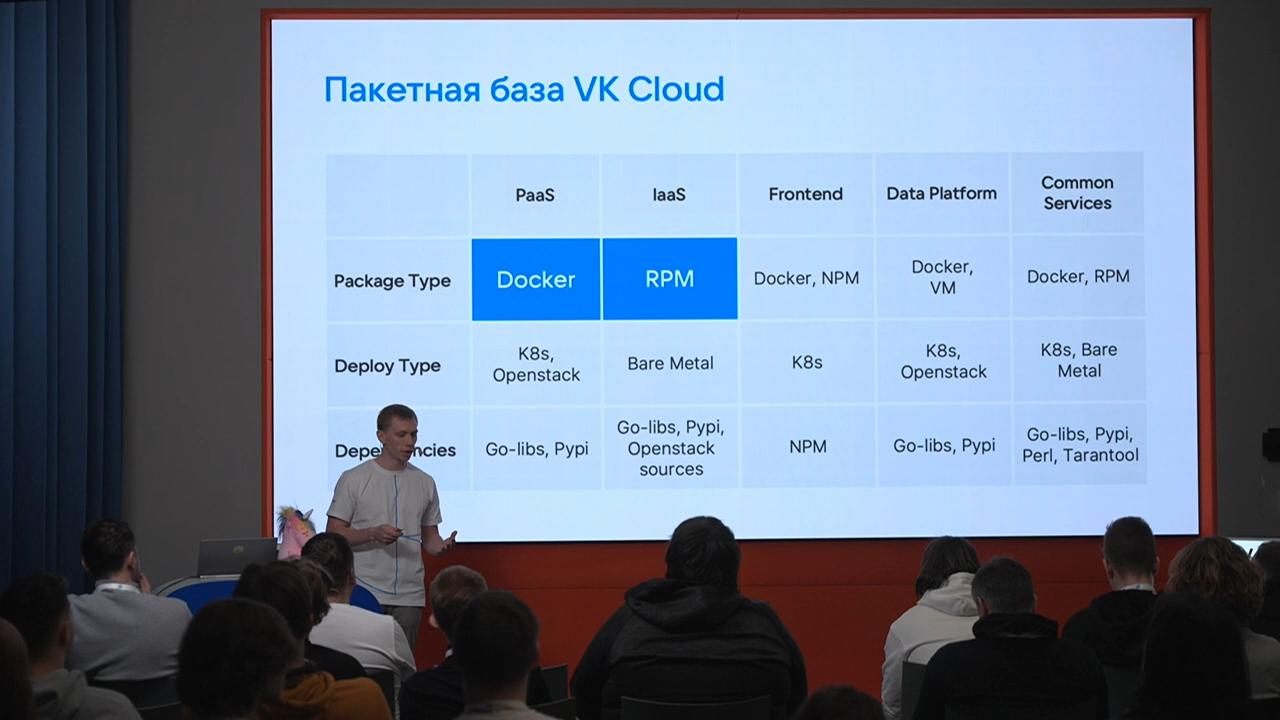 Пакетная база VK Cloud
PaaS
IaaS
Frontend
Data Platform
Common
Services
Package Type
Docker
RPM
Docker, NPM
Docker,
VM
Docker, RPM
Deploy Type
K8s,
Openstack
Bare Metal
K8s
K8s,
Openstack
K8s, Bare
Metal
Go-libs, Pypi
Go-libs, Pypi,
Openstack
sources
NPM
Go-libs, Pypi
Go-libs, Pypi,
Perl, Tarantool